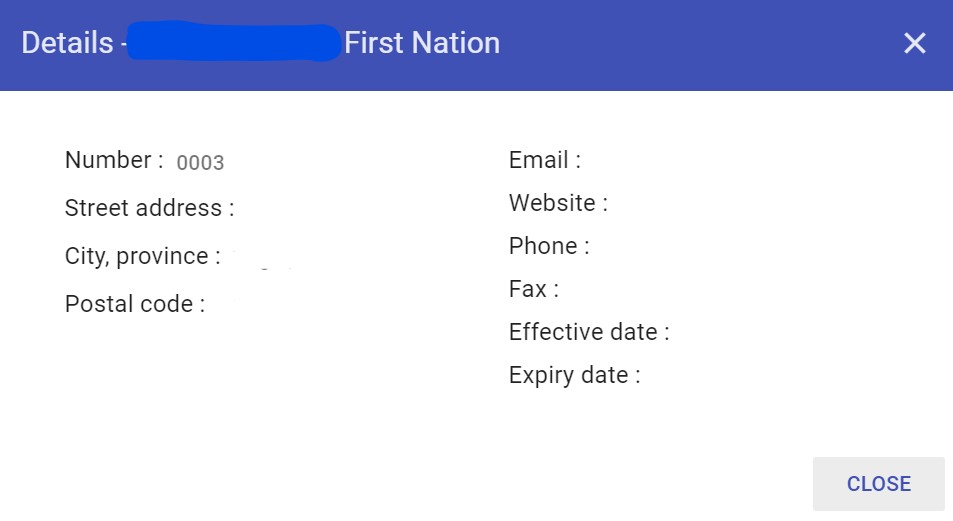 Details - First Nation
Number : 0003
Street address :
City, province :
Postal code :
Email :
Website :
Phone :
Fax :
Effective date :
Expiry date :
CLOSE